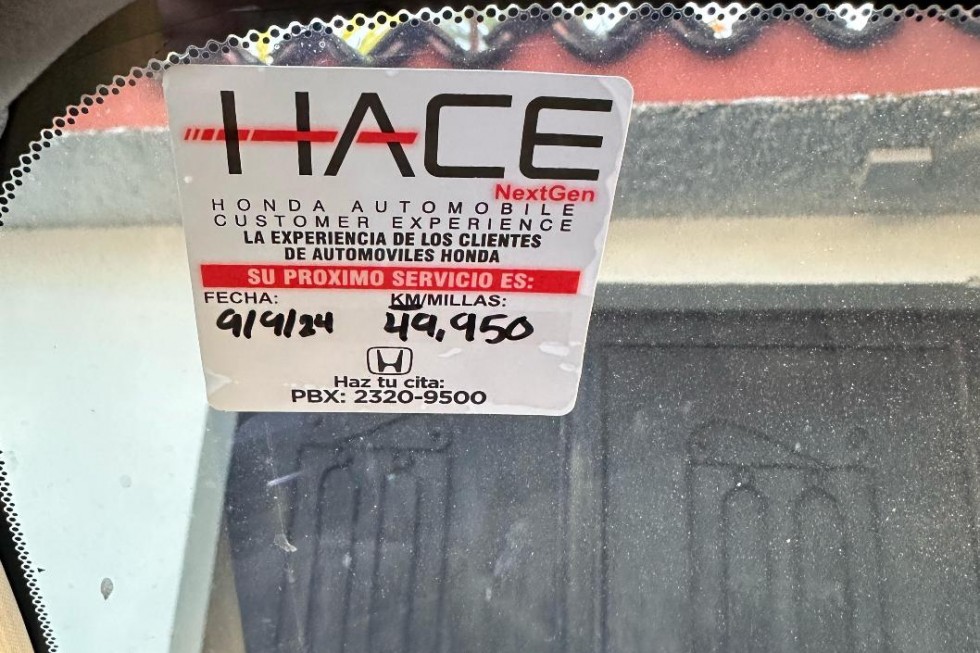 HACE
NextGen
HONDA AUTOMOBILE
CUSTOMER EXPERIENCE
LA EXPERIENCIA DE LOS CLIENTES
DE AUTOMOVILES HONDA
SU PROXIMO SERVICIO ES:
FECHA: KM/MILLAS:
9/9/24 49,950
Haz tu cita:
PBX: 2320-9500